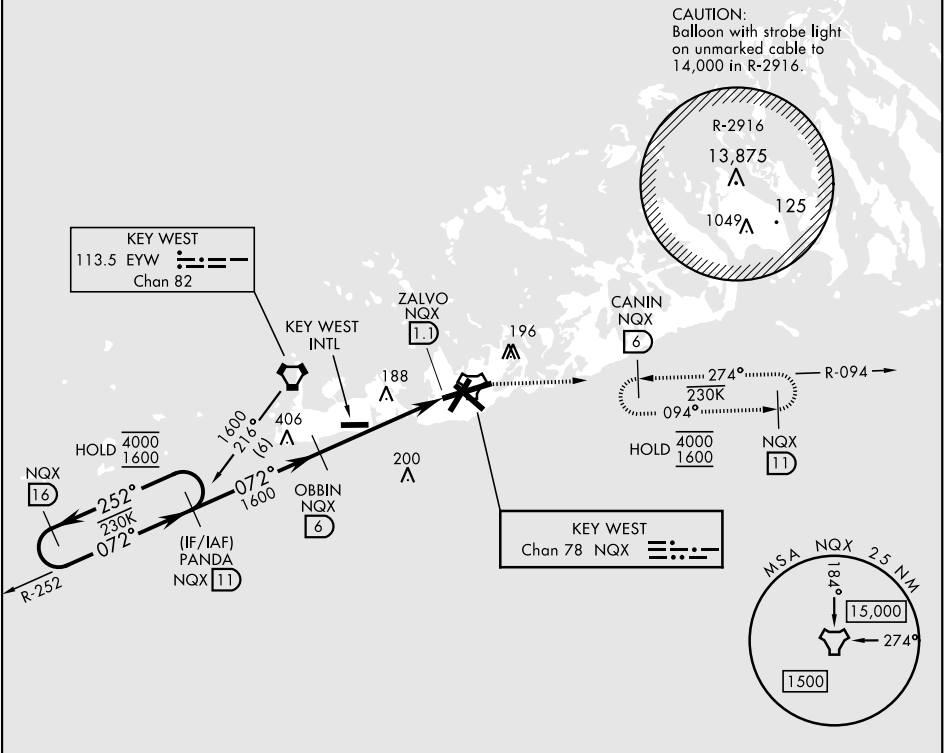 CAUTION:
Balloon with strobe light
on unmarked cable to
14,000 in R-2916.
R-2916
13,875
1049
125
KEY WEST
113.5 EYW
Chan 82
KEY WEST
INTL
ZALVO
NQX
1.1
196
CANIN
NQX
6
188
274°
230K
094°
R-094
HOLD 4000
1600
NQX
11
1600
216°
(6)
406
HOLD 4000
1600
NQX
16
252°
230K
072°
R-252
072°
1600
OBBIN
NQX
6
200
(IF/IAF)
PANDA
NQX 11
KEY WEST
Chan 78 NQX
MSA NQX 25 NM
184°
15,000
274°
1500